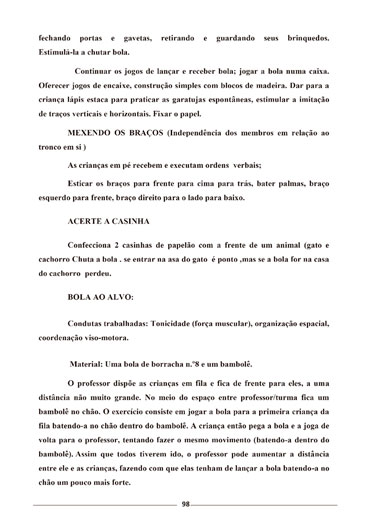 fechando portas e gavetas, retirando e guardando seus brinquedos.
Estimulá-la a chutar bola.
Continuar os jogos de lançar e receber bola; jogar a bola numa caixa.
Oferecer jogos de encaixe, construção simples com blocos de madeira. Dar para a
criança lápis estaca para praticar as garatujas espontâneas, estimular a imitação
de traços verticais e horizontais. Fixar o papel.
MEXENDO OS BRAÇOS (Independência dos membros em relação ao
tronco em si )
As crianças em pé recebem e executam ordens verbais;
Esticar os braços para frente para cima para trás, bater palmas, braço
esquerdo para frente, braço direito para o lado para baixo.
ACERTE A CASINHA
Confecciona 2 casinhas de papelão com a frente de um animal (gato e
cachorro Chuta a bola . se entrar na asa do gato é ponto ,mas se a bola for na casa
do cachorro perdeu.
BOLA AO ALVO:
Condutas trabalhadas: Tonicidade (força muscular), organização espacial,
coordenação viso-motora.
Material: Uma bola de borracha n.º8 e um bambolê.
O professor dispõe as crianças em fila e fica de frente para eles, a uma
distância não muito grande. No meio do espaço entre professor/turma fica um
bambolê no chão. O exercício consiste em jogar a bola para a primeira criança da
fila batendo-a no chão dentro do bambolê. A criança então pega a bola e a joga de
volta para o professor, tentando fazer o mesmo movimento (batendo-a dentro do
bambolê). Assim que todos tiverem ido, o professor pode aumentar a distância
entre ele e as crianças, fazendo com que elas tenham de lançar a bola batendo-a no
chão um pouco mais forte.
98